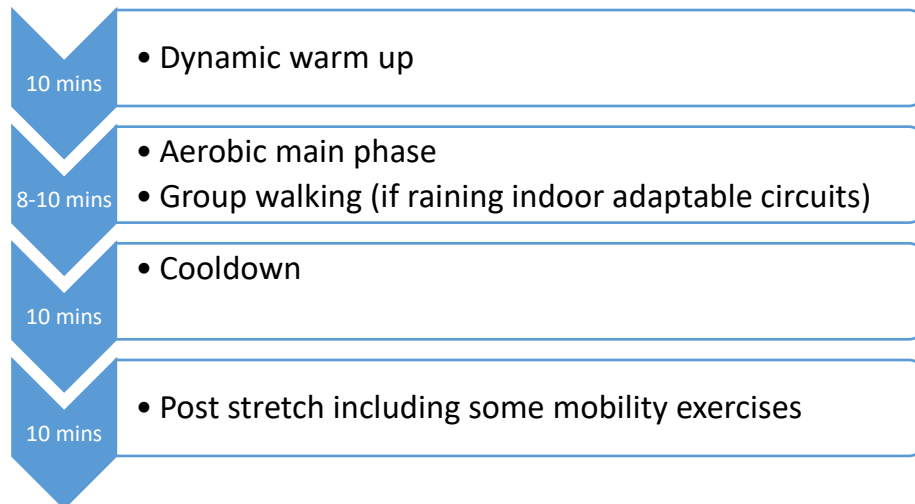 10 mins
• Dynamic warm up
8-10 mins
• Aerobic main phase
• Group walking (if raining indoor adaptable circuits)
10 mins
• Cooldown
10 mins
• Post stretch including some mobility exercises